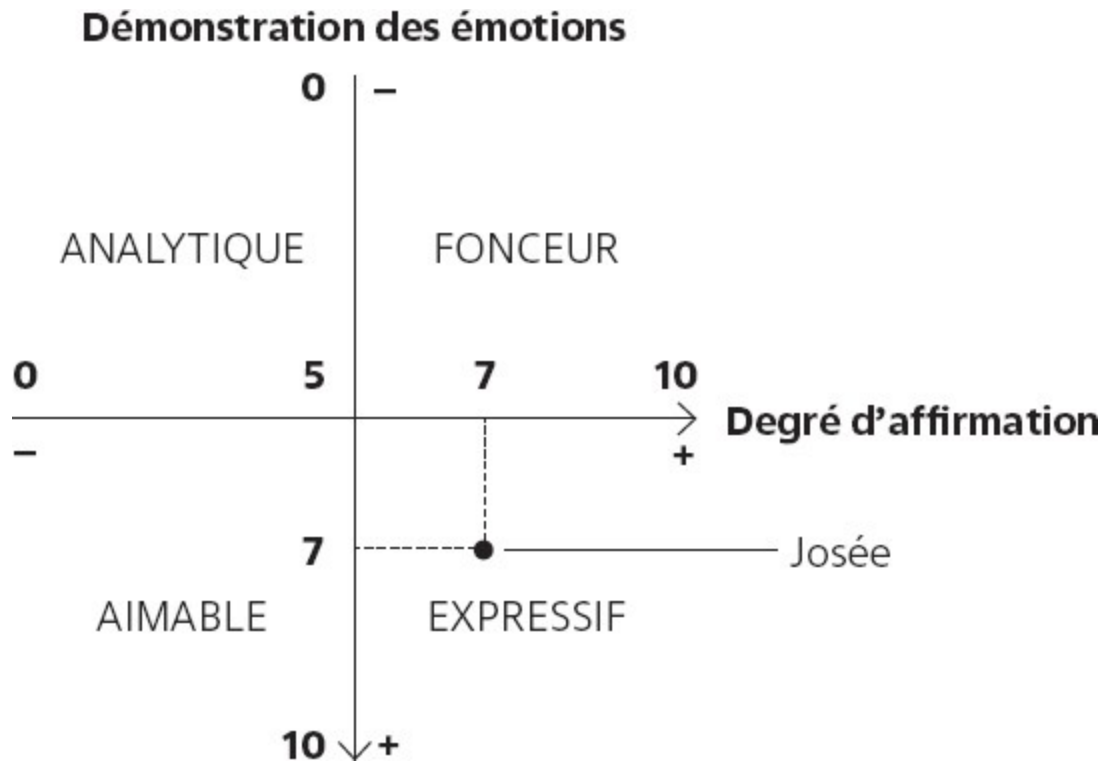 Démonstration des émotions
0 –
ANALYTIQUE FONCEUR
0 5 7 10
Degré d'affirmation
– +
7 Josée
AIMABLE EXPRESSIF
10 +